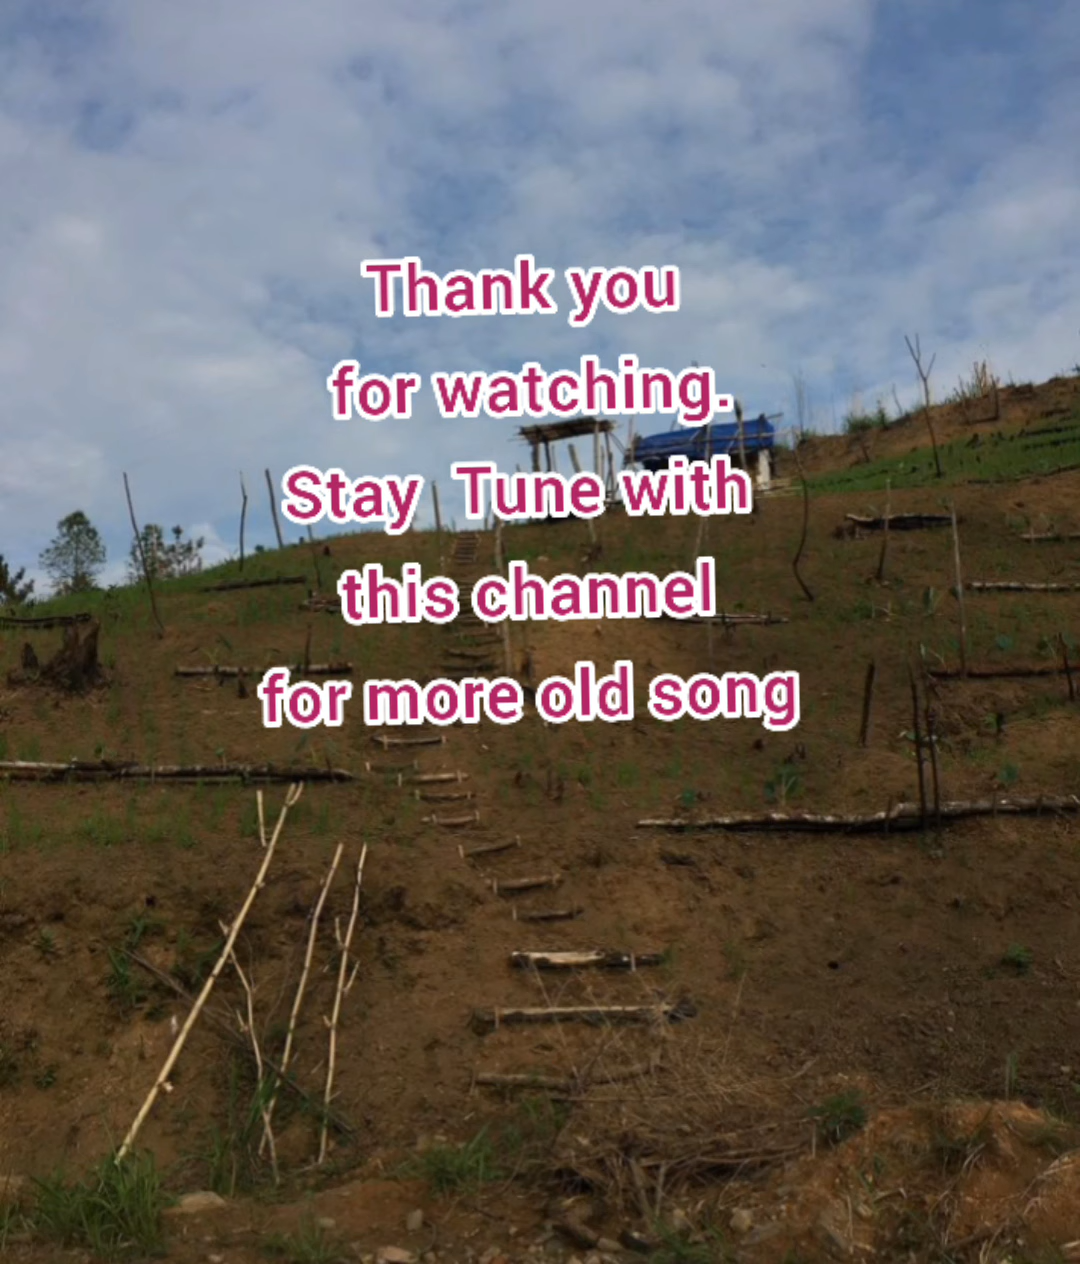 Thank you
for watching.
Stay Tune with
this channel
for more old song